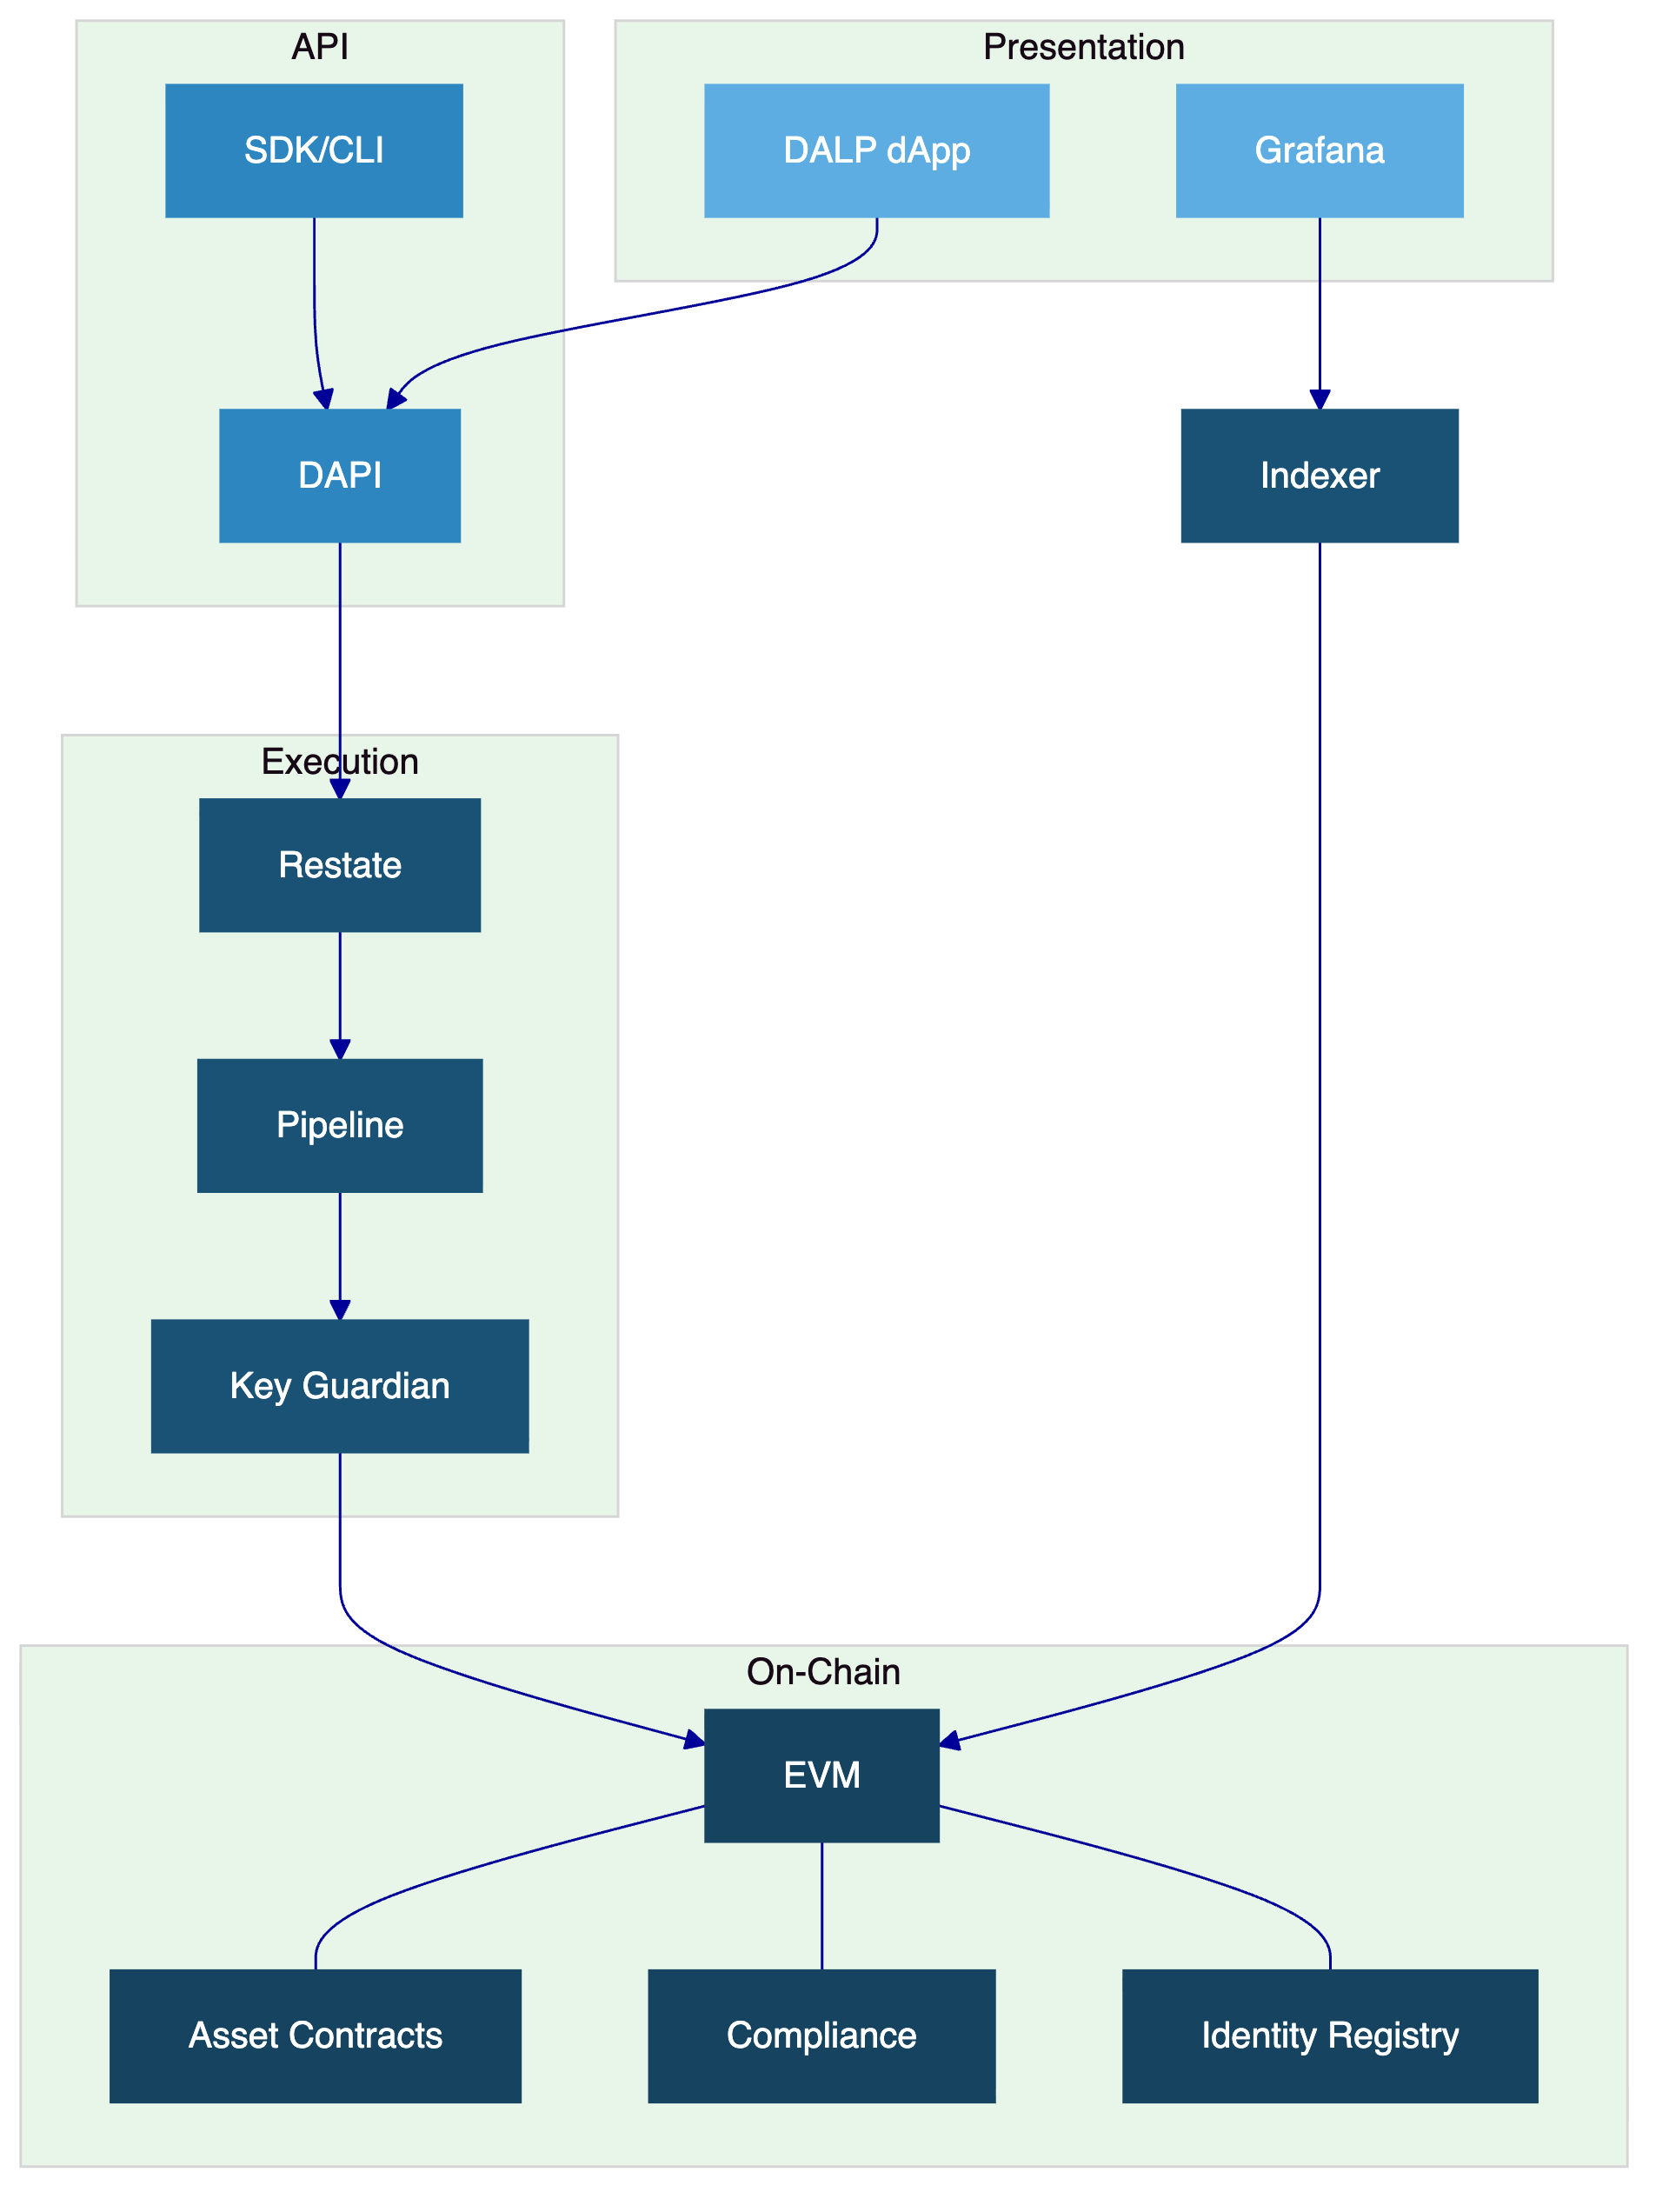 API
Presentation
SDK/CLI
DALP dApp
Grafana
DAPI
Indexer
Execution
Restate
Pipeline
Key Guardian
On-Chain
EVM
Asset Contracts
Compliance
Identity Registry